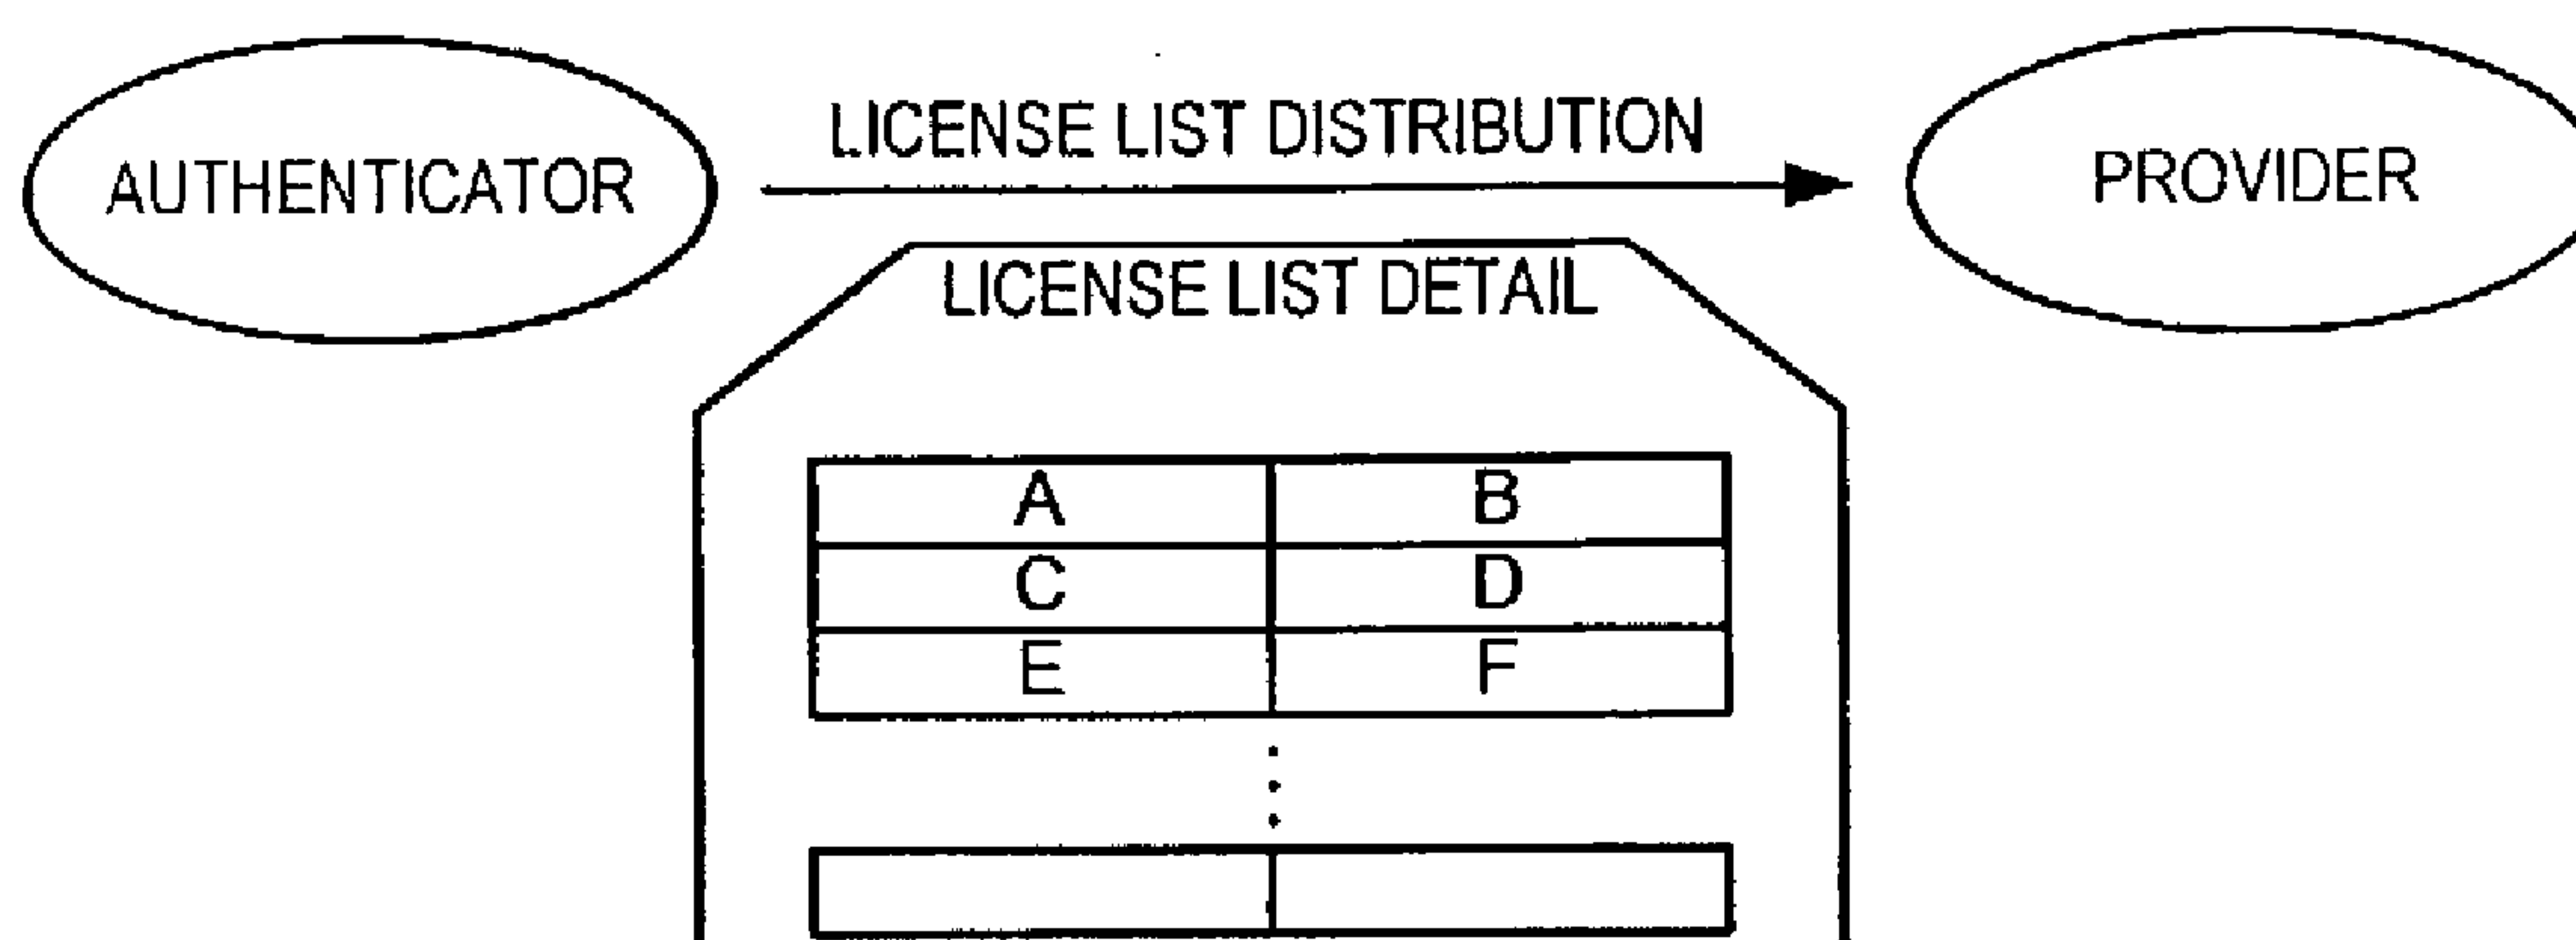 LICENSE LIST DISTRIBUTION
AUTHENTICATOR
PROVIDER
LICENSE LIST DETAIL
A B
C D
E F